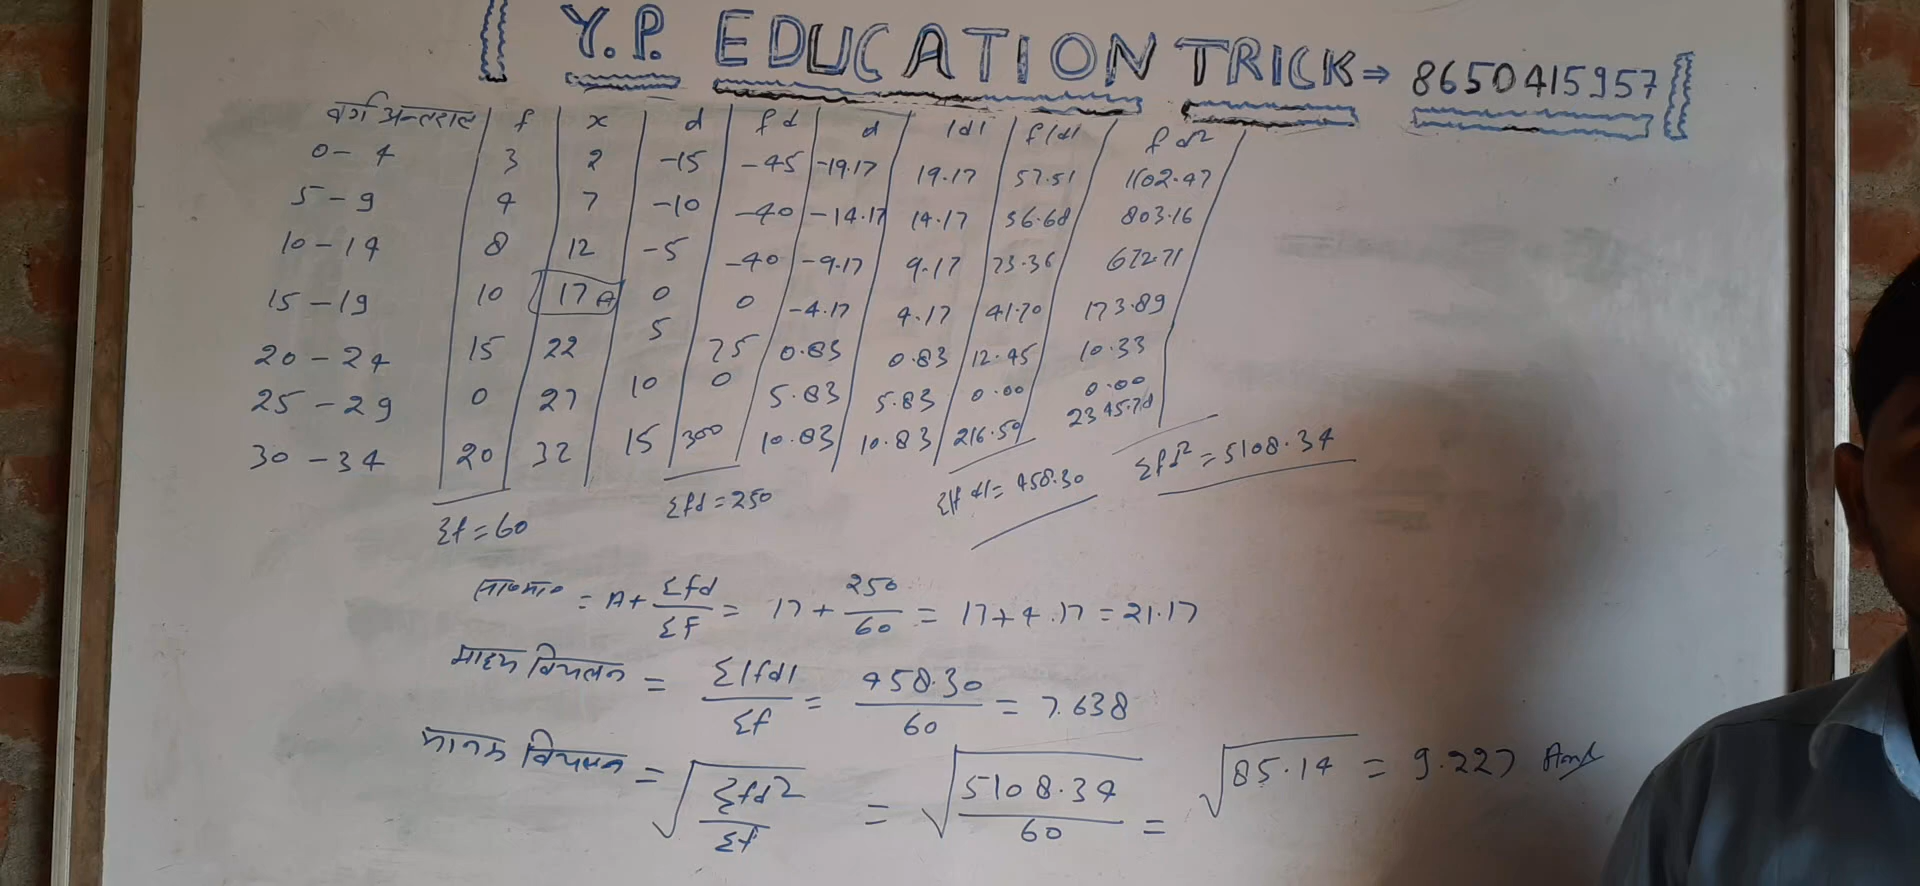 Y.P. EDUCATION TRICK⇒ 8650415957
वर्ग अन्तराल f x d fd d |d| f|d| fd²
0-4 3 2 -15 -45 -19.17 19.17 57.51 1102.47
5-9 4 7 -10 -40 -14.17 14.17 56.68 803.16
10-14 8 12 -5 -40 -9.17 9.17 73.36 672.71
15-19 10 17 A 0 0 -4.17 4.17 41.70 173.89
20-24 15 22 5 75 0.83 0.83 12.45 10.33
25-29 0 27 10 0 5.83 5.83 0.00 0.00
30-34 20 32 15 300 10.83 10.83 216.50 2345.78
Σf=60 Σfd=250 Σ|f d|=458.30 Σfd²=5108.34
= A+ Σfd/Σf = 17+ 250/60 = 17+4.17=21.17
माध्य विचलन = Σ|fd|/Σf = 458.30/60 = 7.638
मानक विचलन = √Σfd²/Σf = √5108.34/60 = √85.14 = 9.227 Ans